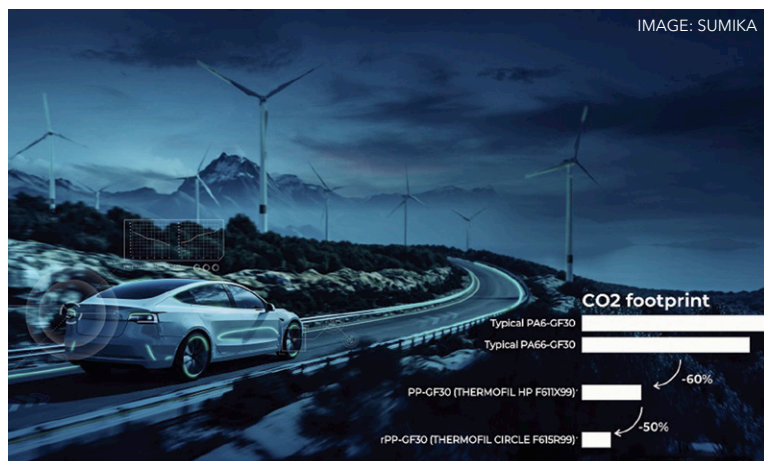 IMAGE: SUMIKA
CO2 footprint
Typical PA6-GF30
Typical PA66-GF30
-60%
PP-GF30 (THERMOFIL HP F611X99)
-50%
rPP-GF30 (THERMOFIL CIRCLE F615R99)